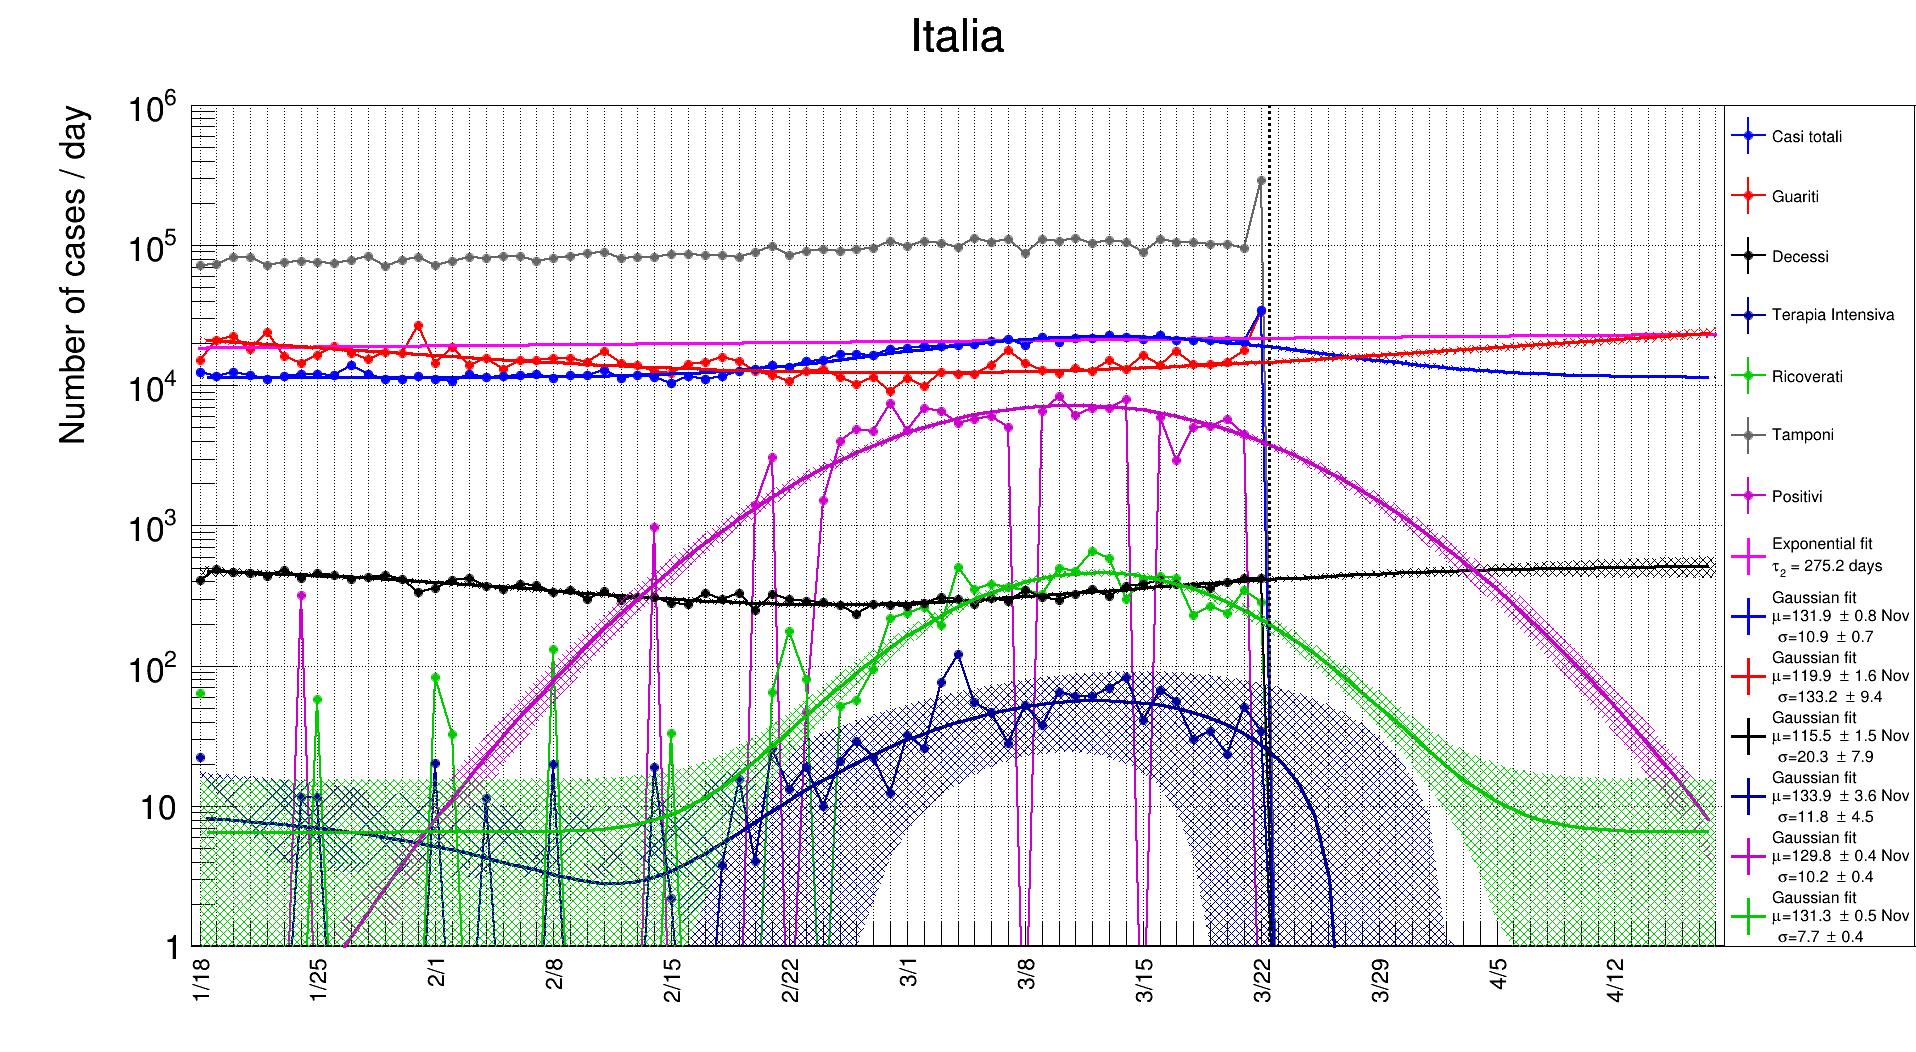 Italia
Number of cases / day
10^6
10^5
10^4
10^3
10^2
10
1
1/18
1/25
2/1
2/8
2/15
2/22
3/1
3/8
3/15
3/22
3/29
4/5
4/12
Casi totali
Guariti
Decessi
Terapia Intensiva
Ricoverati
Tamponi
Positivi
Exponential fit
τ₂ = 275.2 days
Gaussian fit
μ=131.9 ± 0.8 Nov
σ=10.9 ± 0.7
Gaussian fit
μ=119.9 ± 1.6 Nov
σ=133.2 ± 9.4
Gaussian fit
μ=115.5 ± 1.5 Nov
σ=20.3 ± 7.9
Gaussian fit
μ=133.9 ± 3.6 Nov
σ=11.8 ± 4.5
Gaussian fit
μ=129.8 ± 0.4 Nov
σ=10.2 ± 0.4
Gaussian fit
μ=131.3 ± 0.5 Nov
σ=7.7 ± 0.4